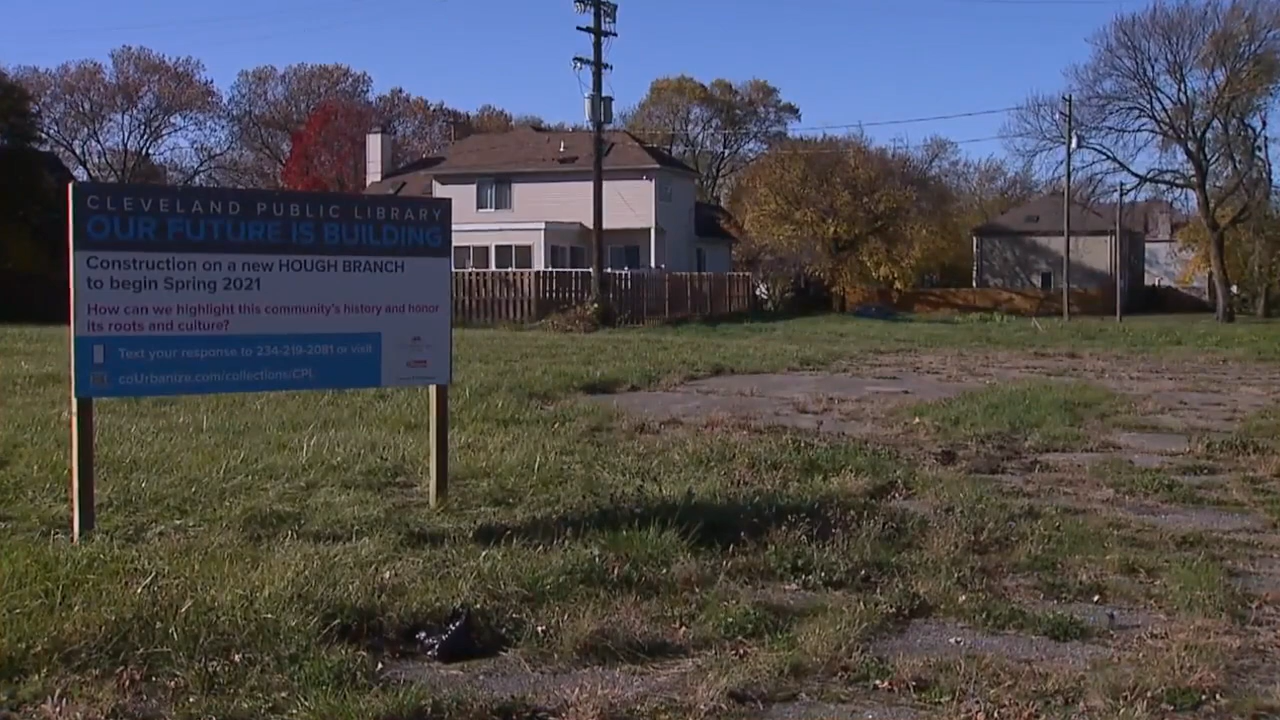 CLEVELAND PUBLIC LIBRARY
OUR FUTURE IS BUILDING
Construction on a new HOUGH BRANCH
to begin Spring 2021
How can we highlight this community's history and honor
its roots and culture?
Text your response to 234-219-2081 or visit
coUrbanize.com/collections/CPL